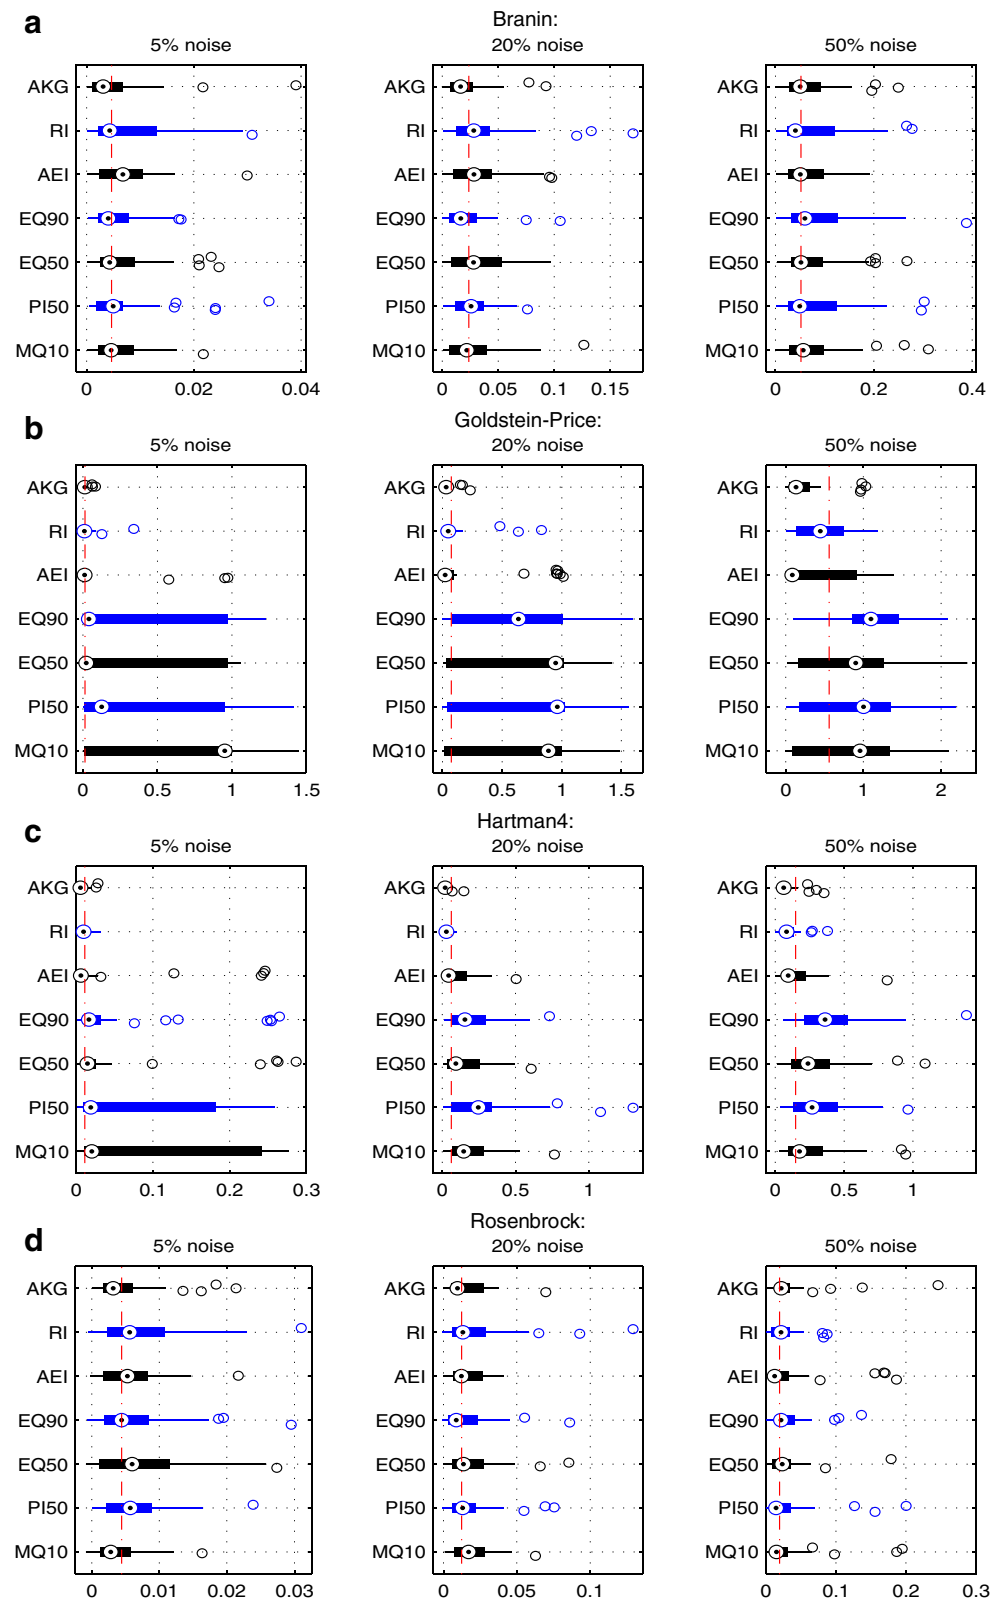 a
Branin:
5% noise 20% noise 50% noise
AKG AKG AKG
RI RI RI
AEI AEI AEI
EQ90 EQ90 EQ90
EQ50 EQ50 EQ50
PI50 PI50 PI50
MQ10 MQ10 MQ10
0 0.02 0.04 0 0.05 0.1 0.15 0 0.2 0.4
b
Goldstein-Price:
5% noise 20% noise 50% noise
AKG AKG AKG
RI RI RI
AEI AEI AEI
EQ90 EQ90 EQ90
EQ50 EQ50 EQ50
PI50 PI50 PI50
MQ10 MQ10 MQ10
0 0.5 1 1.5 0 0.5 1 1.5 0 1 2
c
Hartman4:
5% noise 20% noise 50% noise
AKG AKG AKG
RI RI RI
AEI AEI AEI
EQ90 EQ90 EQ90
EQ50 EQ50 EQ50
PI50 PI50 PI50
MQ10 MQ10 MQ10
0 0.1 0.2 0.3 0 0.5 1 0 0.5 1
d
Rosenbrock:
5% noise 20% noise 50% noise
AKG AKG AKG
RI RI RI
AEI AEI AEI
EQ90 EQ90 EQ90
EQ50 EQ50 EQ50
PI50 PI50 PI50
MQ10 MQ10 MQ10
0 0.01 0.02 0.03 0 0.05 0.1 0 0.1 0.2 0.3